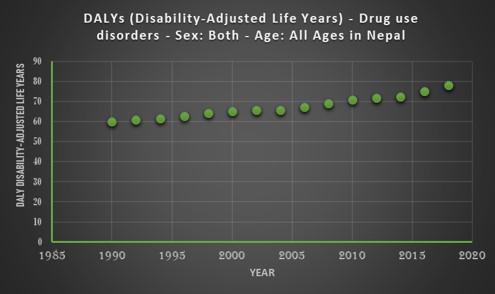 DALYs (Disability-Adjusted Life Years) - Drug use
disorders - Sex: Both - Age: All Ages in Nepal
DALY DISABILITY-ADJUSTED LIFE YEARS
90
80
70
60
50
40
30
20
10
0
1985 1990 1995 2000 2005 2010 2015 2020
YEAR